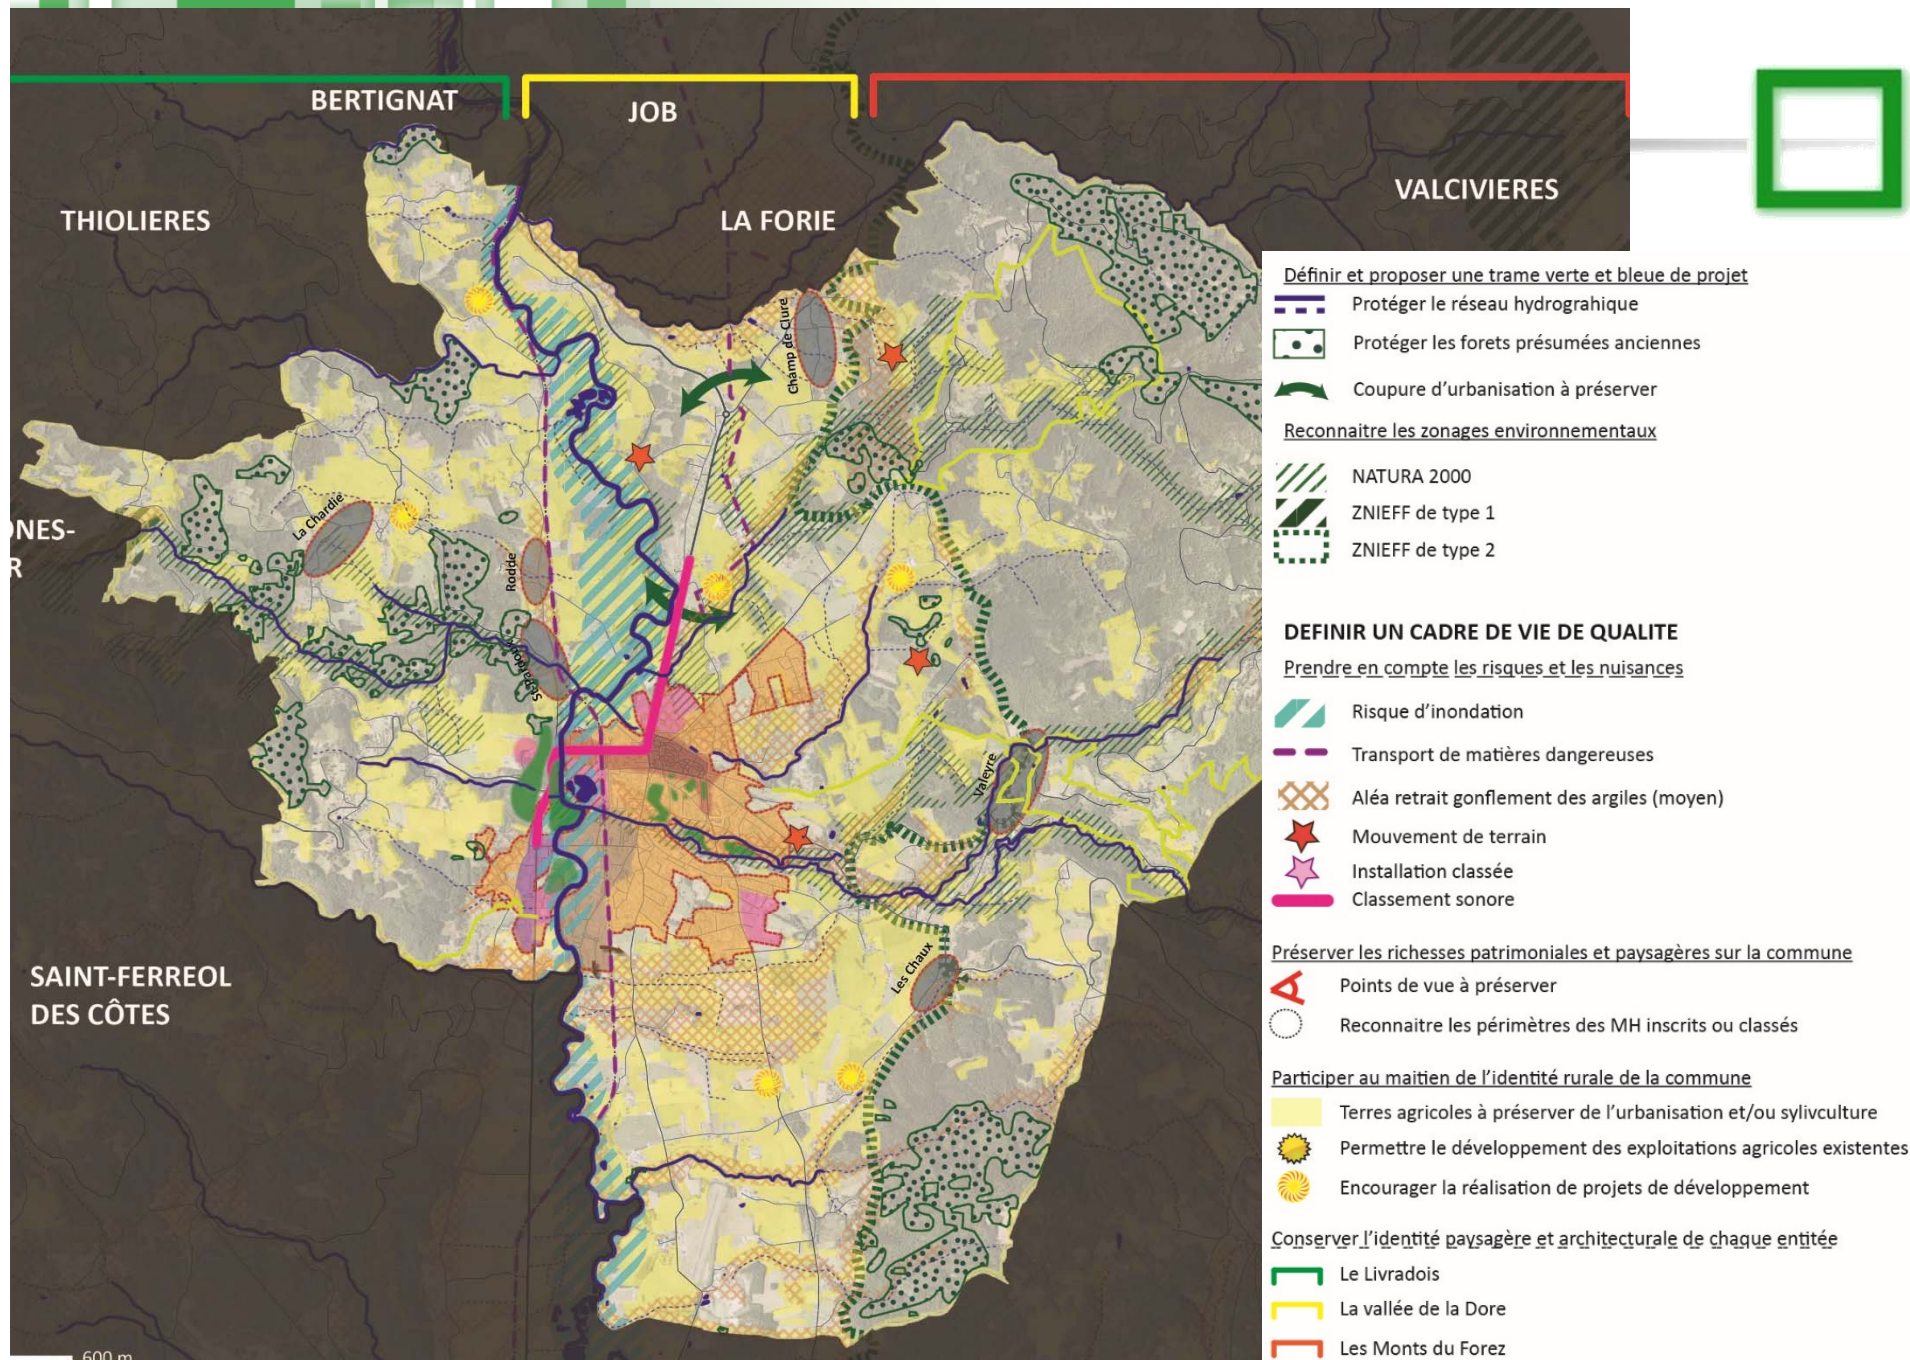 BERTIGNAT
JOB
VALCIVIERES
THIOLIERES
LA FORIE
Champ de Clure
La Chardie
ONES-
R
Rodde
St-Pardoux
Valeyre
Les Chaux
SAINT-FERREOL
DES CÔTES
600 m
Définir et proposer une trame verte et bleue de projet
Protéger le réseau hydrograhique
Protéger les forets présumées anciennes
Coupure d'urbanisation à préserver
Reconnaitre les zonages environnementaux
NATURA 2000
ZNIEFF de type 1
ZNIEFF de type 2
DEFINIR UN CADRE DE VIE DE QUALITE
Prendre en compte les risques et les nuisances
Risque d'inondation
Transport de matières dangereuses
Aléa retrait gonflement des argiles (moyen)
Mouvement de terrain
Installation classée
Classement sonore
Préserver les richesses patrimoniales et paysagères sur la commune
Points de vue à préserver
Reconnaitre les périmètres des MH inscrits ou classés
Participer au maitien de l'identité rurale de la commune
Terres agricoles à préserver de l'urbanisation et/ou sylivculture
Permettre le développement des exploitations agricoles existentes
Encourager la réalisation de projets de développement
Conserver l'identité paysagère et architecturale de chaque entitée
Le Livradois
La vallée de la Dore
Les Monts du Forez